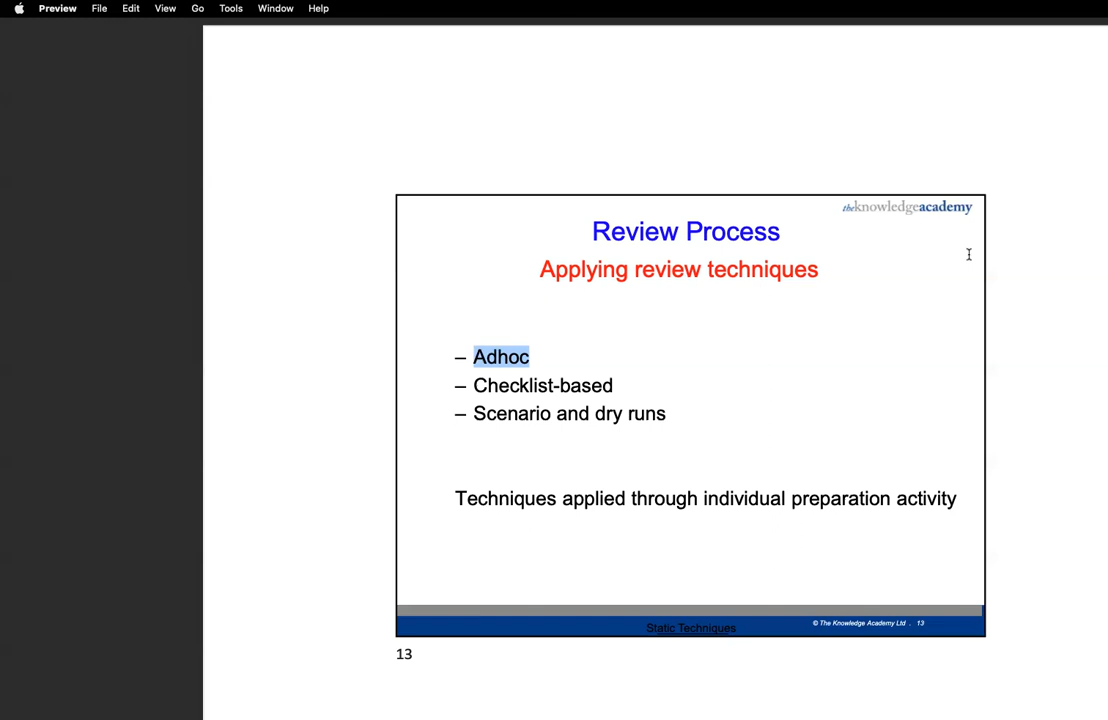 Preview File Edit View Go Tools Window Help
theknowledgeacademy
Review Process
Applying review techniques
– Adhoc
– Checklist-based
– Scenario and dry runs
Techniques applied through individual preparation activity
Static Techniques
© The Knowledge Academy Ltd . 13
13